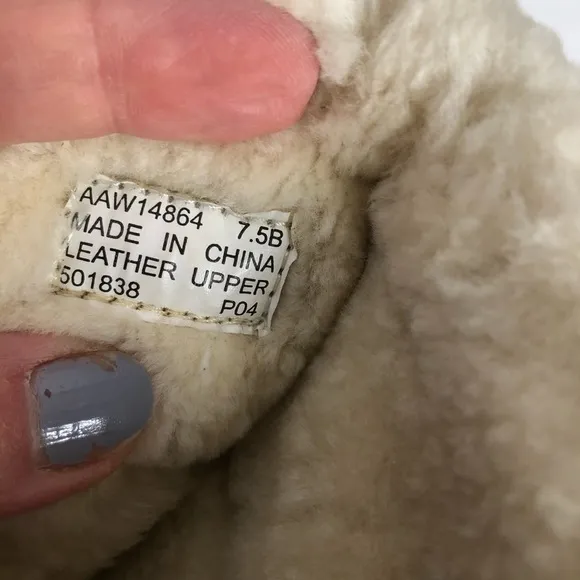 AAW14864 7.5B
MADE IN CHINA
LEATHER UPPER
501838 P04